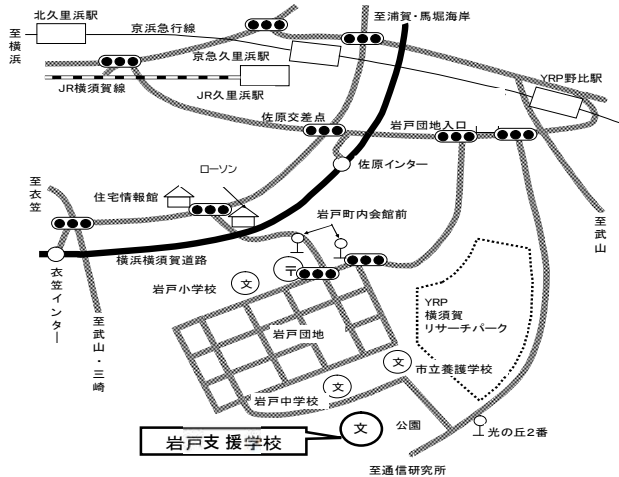 北久里浜駅
京浜急行線
至浦賀・馬堀海岸
至横浜
京急久里浜駅
YRP野比駅
JR横須賀線
JR久里浜駅
佐原交差点
岩戸団地入口
ローソン
佐原インター
至衣笠
住宅情報館
岩戸町内会館前
至武山
横浜横須賀道路
衣笠インター
〒
岩戸小学校
文
YRP
横須賀
リサーチパーク
至武山・三崎
岩戸団地
文
市立養護学校
文
岩戸中学校
岩戸支援学校
文
公園
光の丘2番
至通信研究所